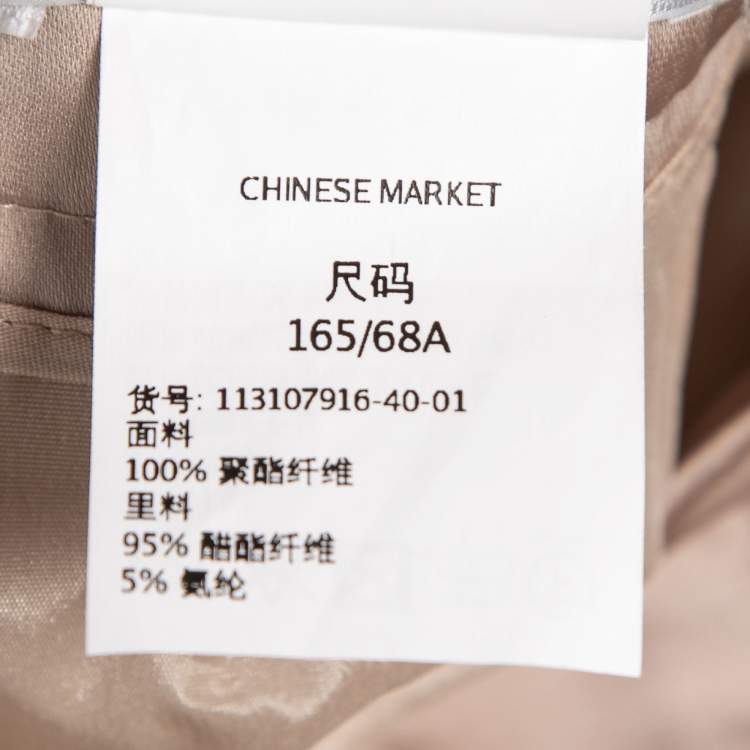 CHINESE MARKET
尺码
165/68A
货号: 113107916-40-01
面料
100% 聚酯纤维
里料
95% 醋酯纤维
5% 氨纶